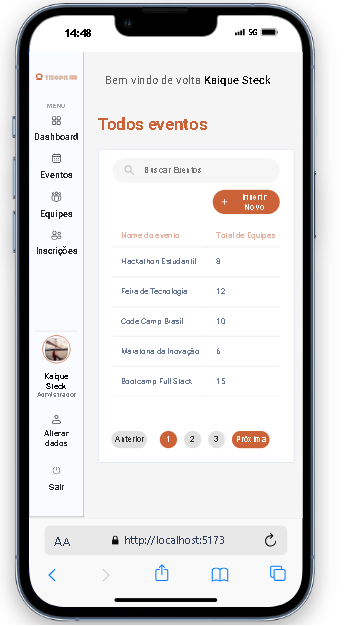 14:48
5G
Bem vindo de volta Kaique Steck
MENU
Dashboard
Eventos
Equipes
Inscrições
Kaique
Steck
Administrador
Alterar
dados
Sair
Todos eventos
Buscar Eventos
+ Inserir
Novo
Nome do evento Total de Equipes
Hackathon Estudantil 8
Feira de Tecnologia 12
Code Camp Brasil 10
Maratona da Inovação 6
Bootcamp Full Stack 15
Anterior 1 2 3 Próxima
AA http://localhost:5173